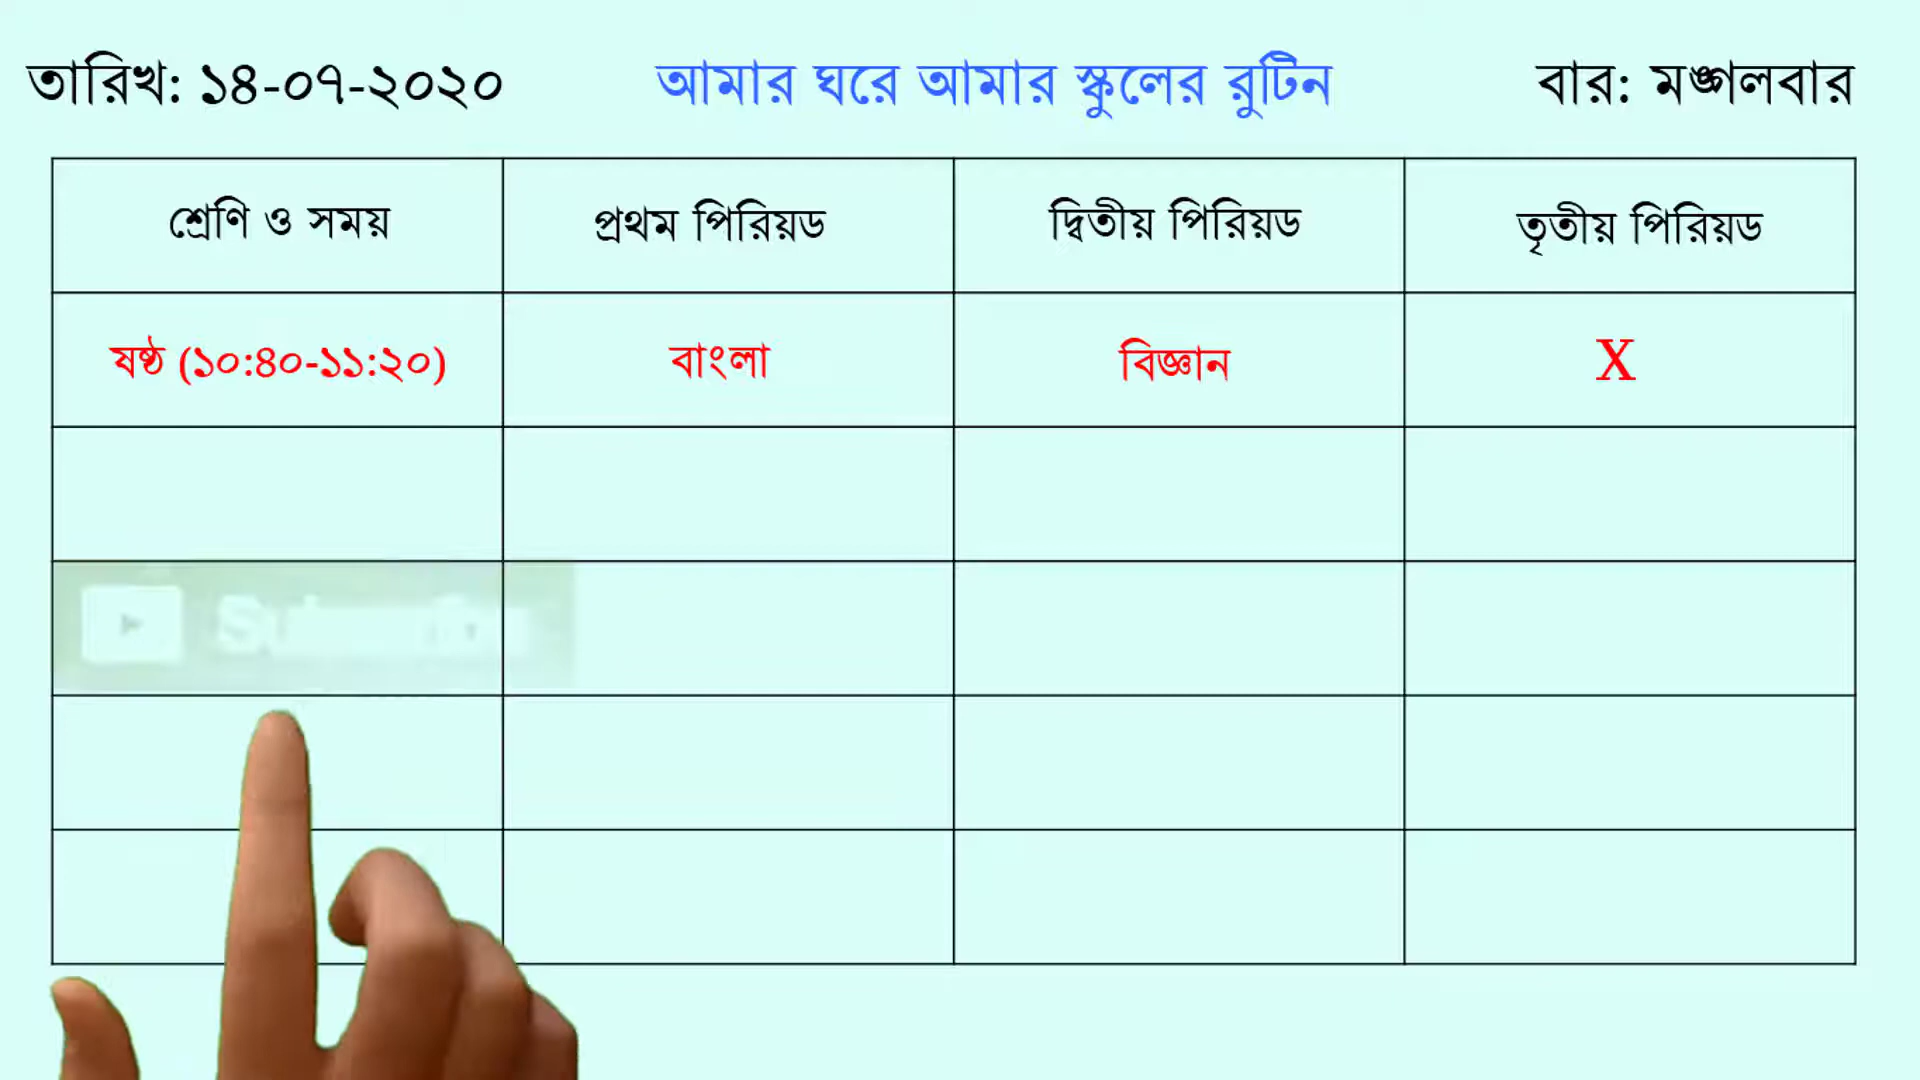 তারিখ: ১৪-০৭-২০২০ আমার ঘরে আমার স্কুলের রুটিন বার: মঙ্গলবার
শ্রেণি ও সময় প্রথম পিরিয়ড দ্বিতীয় পিরিয়ড তৃতীয় পিরিয়ড
ষষ্ঠ (১০:৪০-১১:২০) বাংলা বিজ্ঞান X